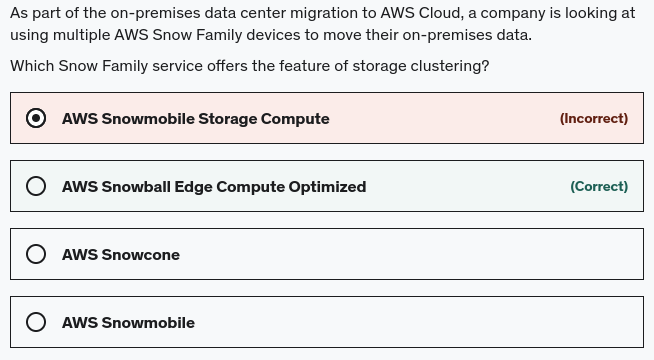 As part of the on-premises data center migration to AWS Cloud, a company is looking at
using multiple AWS Snow Family devices to move their on-premises data.
Which Snow Family service offers the feature of storage clustering?
AWS Snowmobile Storage Compute (Incorrect)
AWS Snowball Edge Compute Optimized (Correct)
AWS Snowcone
AWS Snowmobile